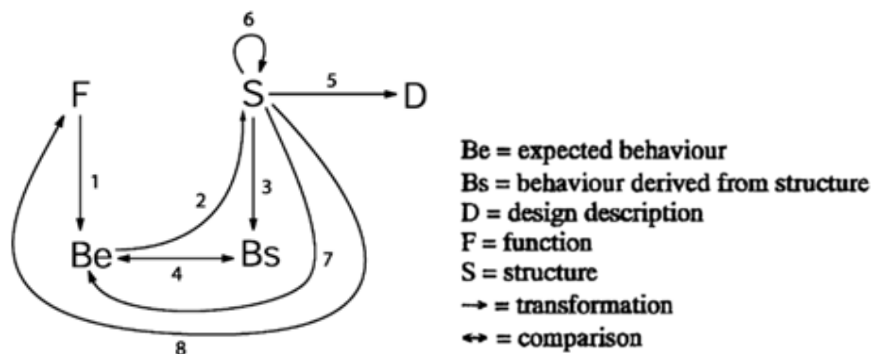 6
F
S
5
D
1
2
3
Be
4
Bs
7
8
Be = expected behaviour
Bs = behaviour derived from structure
D = design description
F = function
S = structure
→ = transformation
↔ = comparison